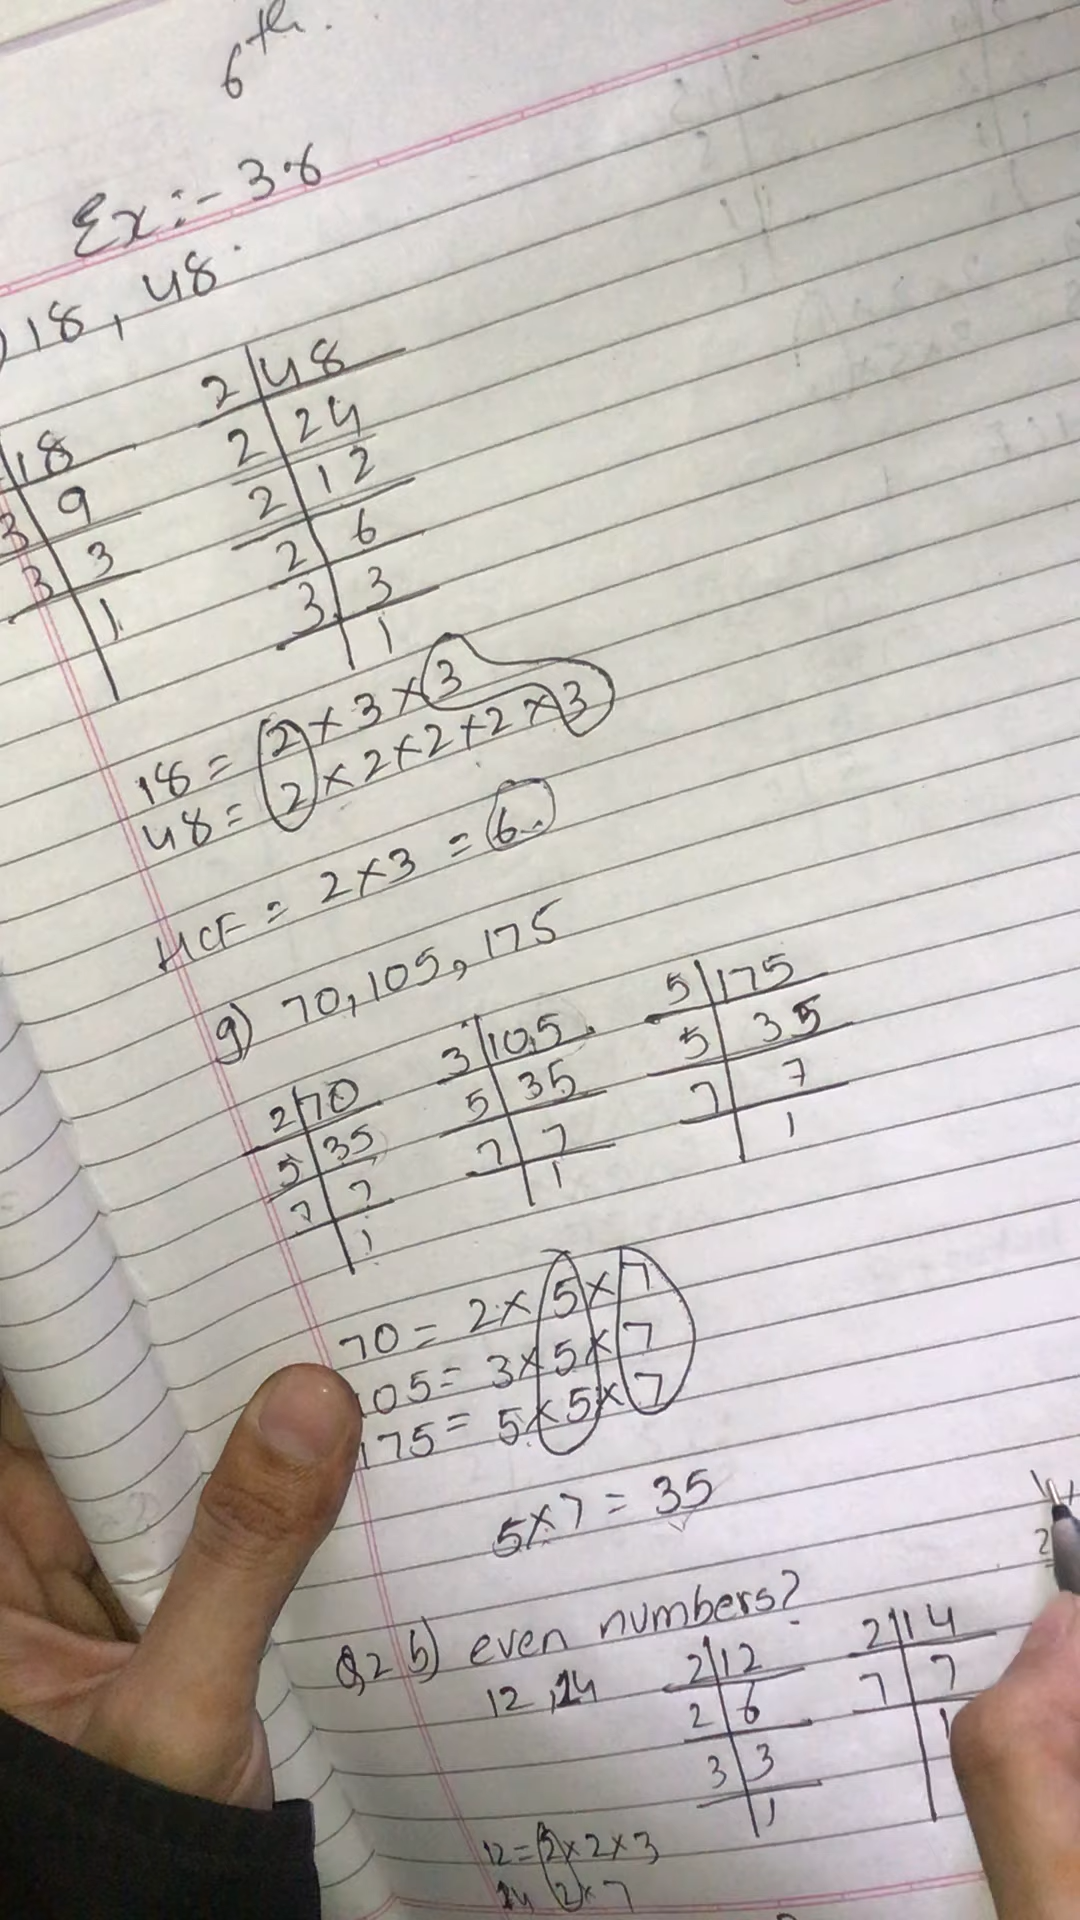 6th.
Ex:- 3.6
) 18, 48.
18
9
3 3
3 1
2 48
2 24
2 12
2 6
3 3
1
18 = 2 × 3 × 3
48 = 2 × 2 × 2 × 2 × 3
HCF = 2×3 = 6.
g) 70, 105, 175
2 70
5 35
7 7
1
3 105
5 35
7 7
1
5 175
5 35
7 7
1
70 = 2 × 5 × 7
105 = 3 × 5 × 7
175 = 5 × 5 × 7
5×7 = 35
Q2 b) even numbers?
12, 14
2 12
2 6
3 3
1
2 14
7 7
1
2
12 = 2×2×3
14 2×7